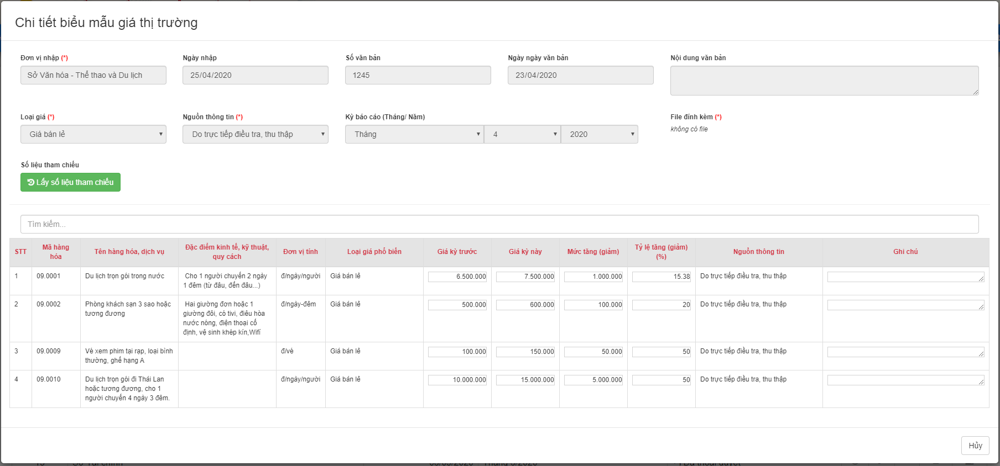 Chi tiết biểu mẫu giá thị trường
Đơn vị nhập (*)
Ngày nhập
Số văn bản
Ngày ngày văn bản
Nội dung văn bản
Sở Văn hóa - Thể thao và Du lịch
25/04/2020
1245
23/04/2020
Loại giá (*)
Nguồn thông tin (*)
Kỳ báo cáo (Tháng/ Năm)
File đính kèm (*)
Giá bán lẻ
Do trực tiếp điều tra, thu thập
Tháng
4
2020
không có file
Số liệu tham chiếu
Lấy số liệu tham chiếu
Tìm kiếm...
STT
Mã hàng
hóa
Tên hàng hóa, dịch vụ
Đặc điểm kinh tế, kỹ thuật,
quy cách
Đơn vị tính
Loại giá phổ biến
Giá kỳ trước
Giá kỳ này
Mức tăng (giảm)
Tỷ lệ tăng (giảm)
(%)
Nguồn thông tin
Ghi chú
1
09.0001
Du lịch trọn gói trong nước
Cho 1 người chuyến 2 ngày
1 đêm (từ đâu, đến đâu...)
đ/ngày/người
Giá bán lẻ
6.500.000
7.500.000
1.000.000
15.38
Do trực tiếp điều tra, thu thập
2
09.0002
Phòng khách sạn 3 sao hoặc
tương đương
Hai giường đơn hoặc 1
giường đôi, có tivi, điều hòa
nước nóng, điện thoại cố
định, vệ sinh khép kín,Wifi
đ/ngày-đêm
Giá bán lẻ
500.000
600.000
100.000
20
Do trực tiếp điều tra, thu thập
3
09.0009
Vé xem phim tại rạp, loại bình
thường, ghế hạng A
đ/vé
Giá bán lẻ
100.000
150.000
50.000
50
Do trực tiếp điều tra, thu thập
4
09.0010
Du lịch trọn gói đi Thái Lan
hoặc tương đương, cho 1
người chuyến 4 ngày 3 đêm.
đ/ngày/người
Giá bán lẻ
10.000.000
15.000.000
5.000.000
50
Do trực tiếp điều tra, thu thập
Hủy